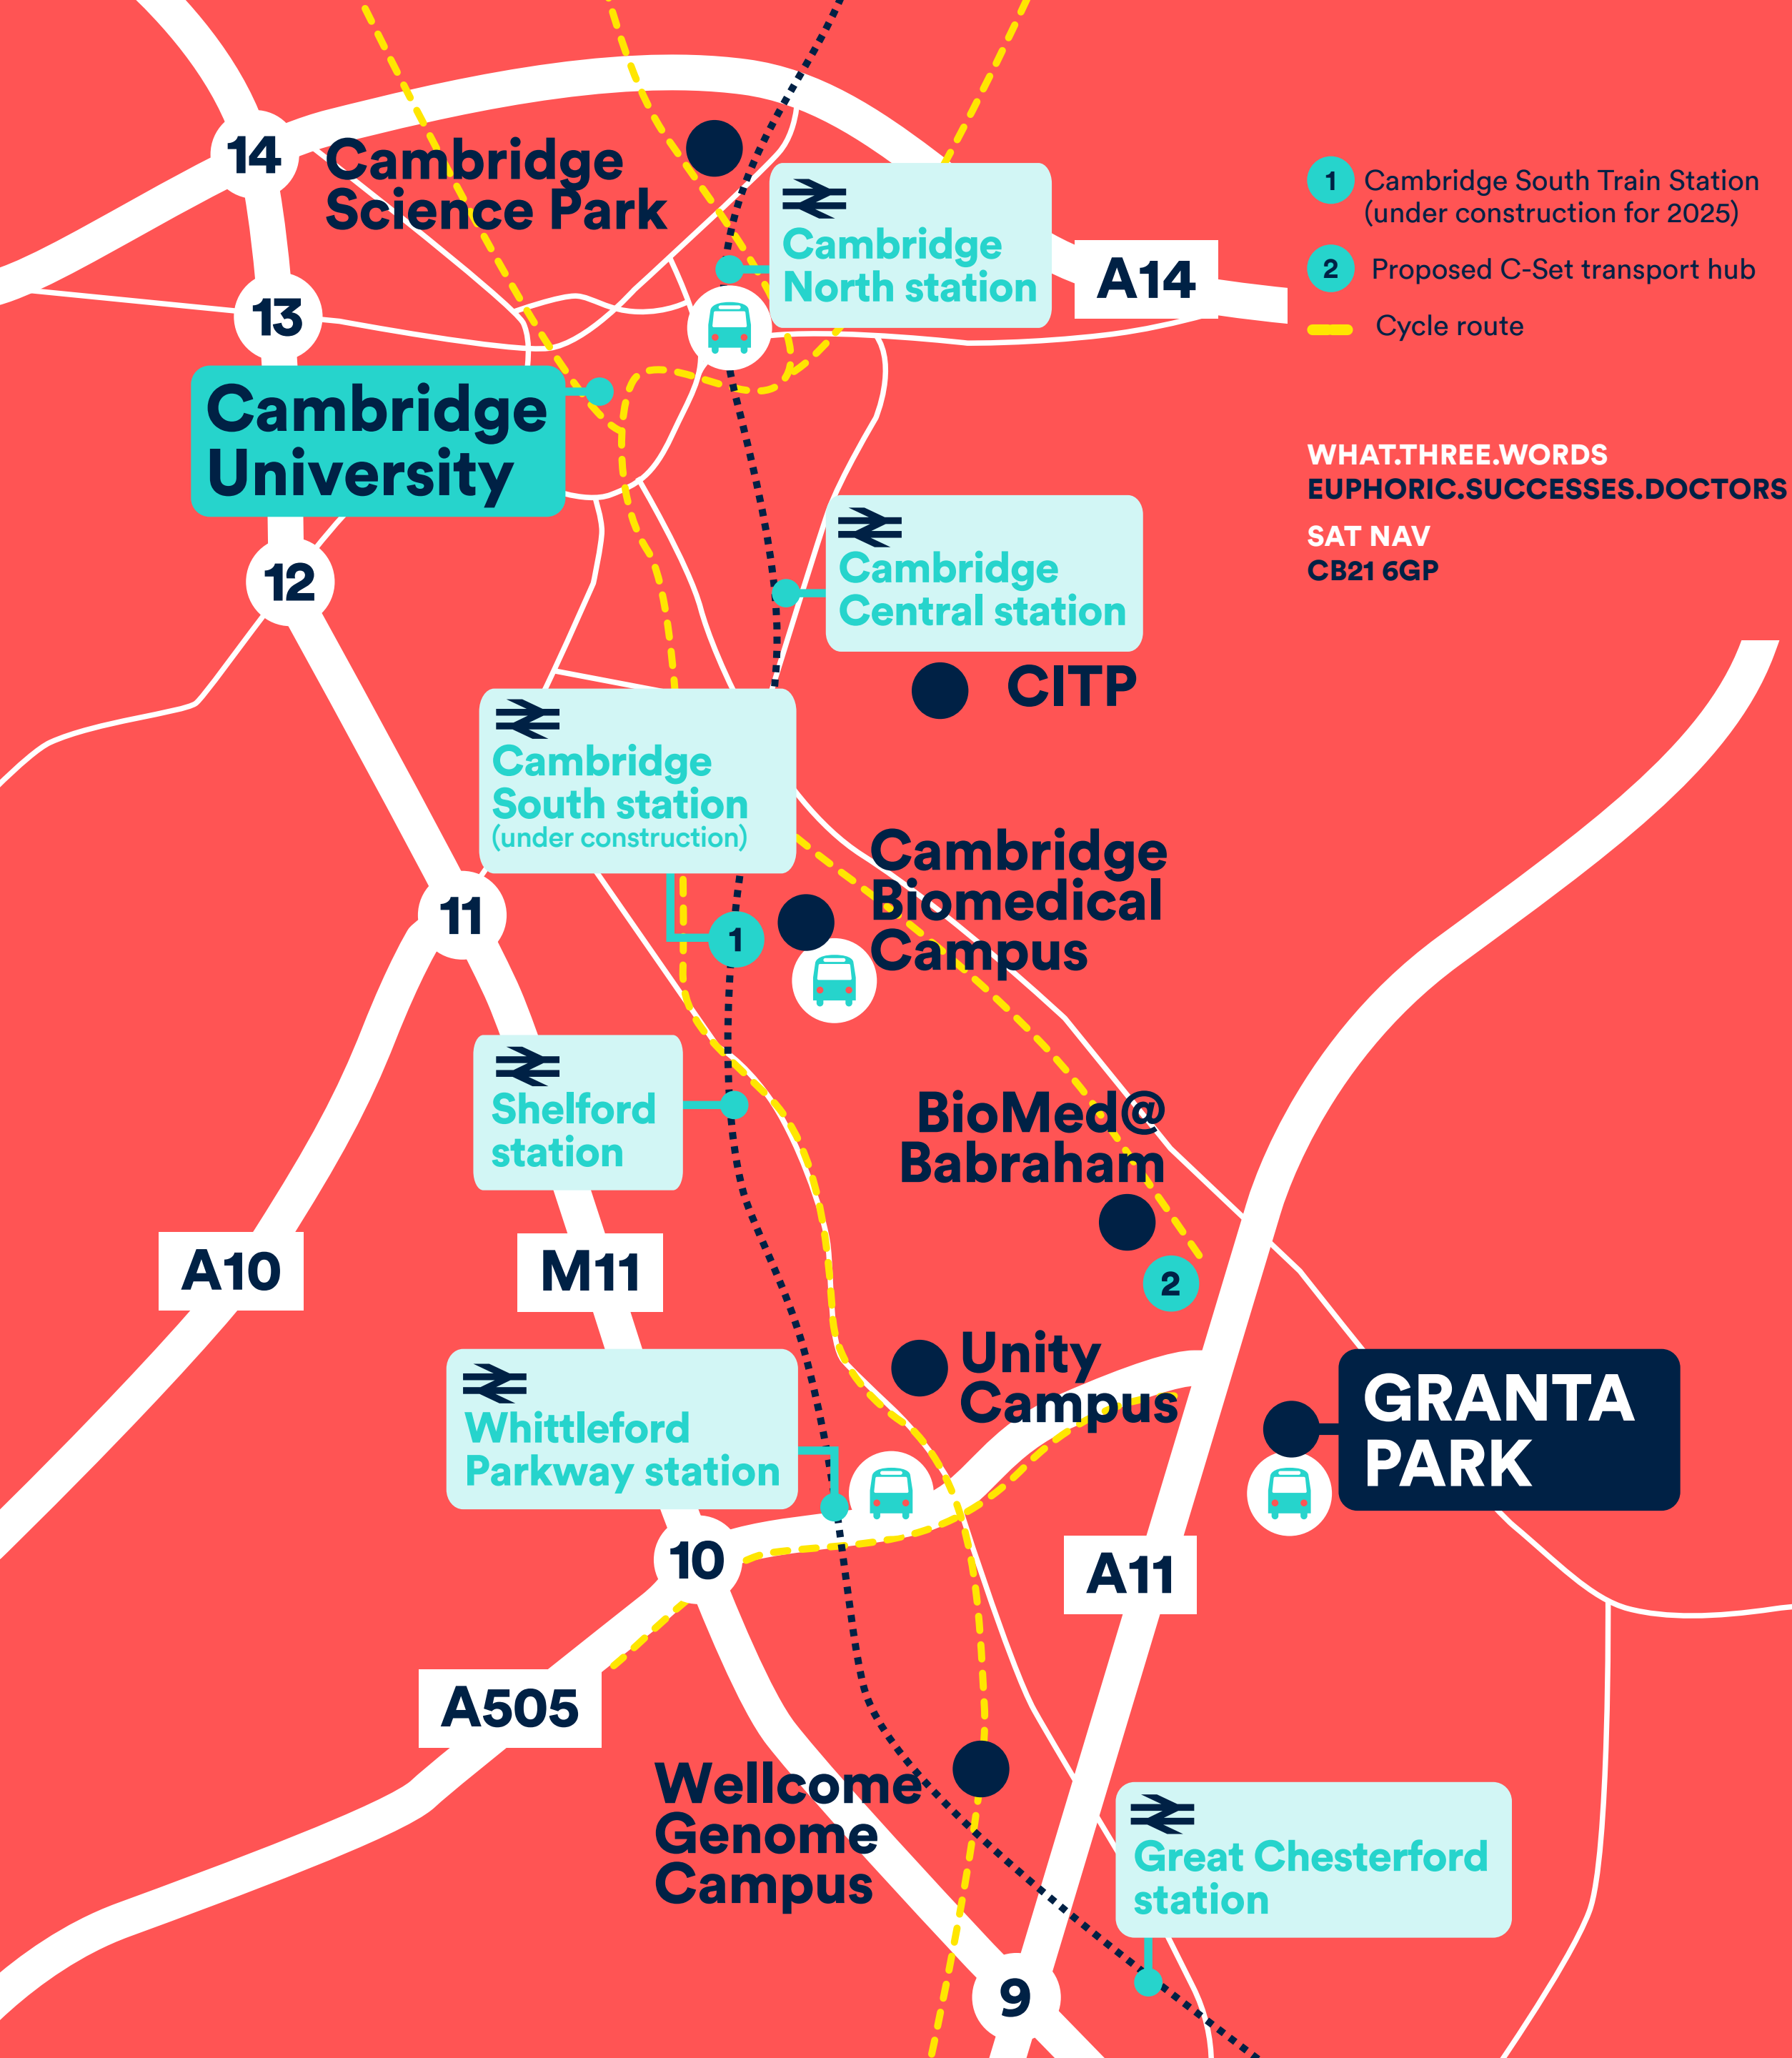 14
Cambridge
Science Park
1
Cambridge South Train Station
(under construction for 2025)
Cambridge
North station
A14
2
Proposed C-Set transport hub
13
Cycle route
Cambridge
University
WHAT.THREE.WORDS
EUPHORIC.SUCCESSES.DOCTORS
SAT NAV
CB21 6GP
12
Cambridge
Central station
CITP
Cambridge
South station
(under construction)
Cambridge
Biomedical
Campus
11
1
Shelford
station
BioMed@
Babraham
A10
M11
2
Unity
Campus
GRANTA
PARK
Whittleford
Parkway station
10
A11
A505
Wellcome
Genome
Campus
Great Chesterford
station
9